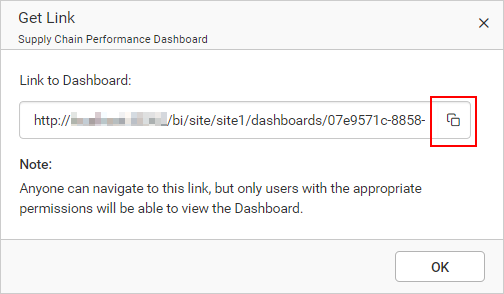 Get Link
Supply Chain Performance Dashboard
Link to Dashboard:
http:// /bi/site/site1/dashboards/07e9571c-8858-
Note:
Anyone can navigate to this link, but only users with the appropriate
permissions will be able to view the Dashboard.
OK